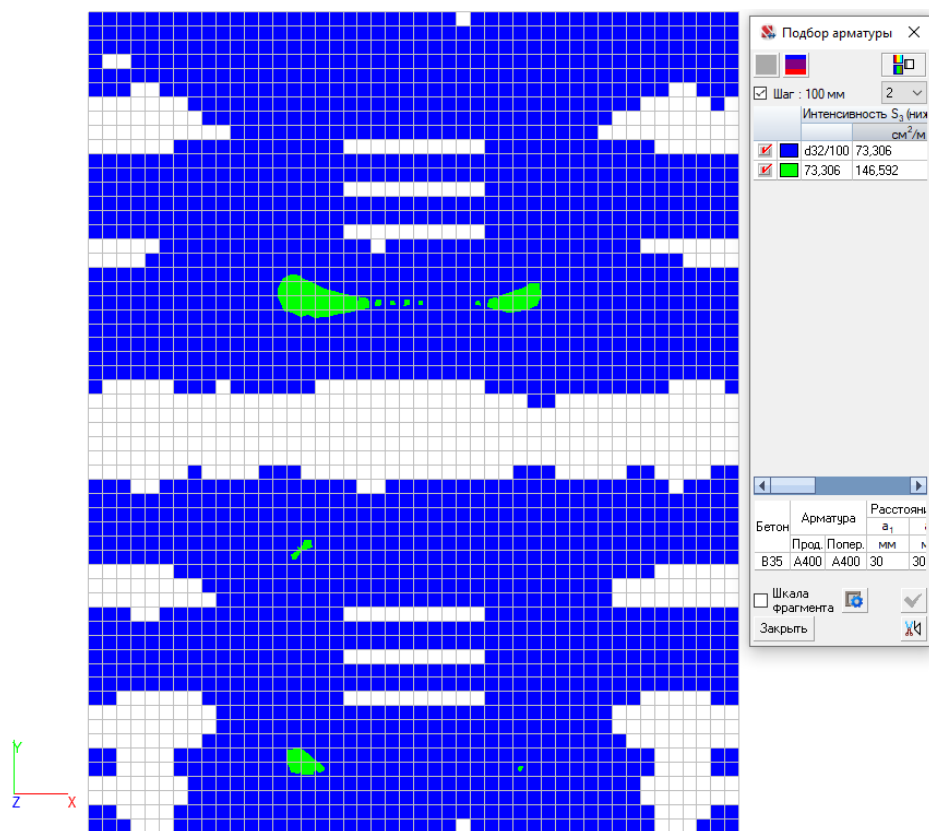 Подбор арматуры
Шаг : 100 мм
2
Интенсивность S3 (ниж
см2/м
d32/100 73,306
73,306 146,592
Бетон Арматура Расстояни
a1
Прод. Попер. мм
B35 A400 A400 30 30
Шкала
фрагмента
Закрыть
Y
Z X